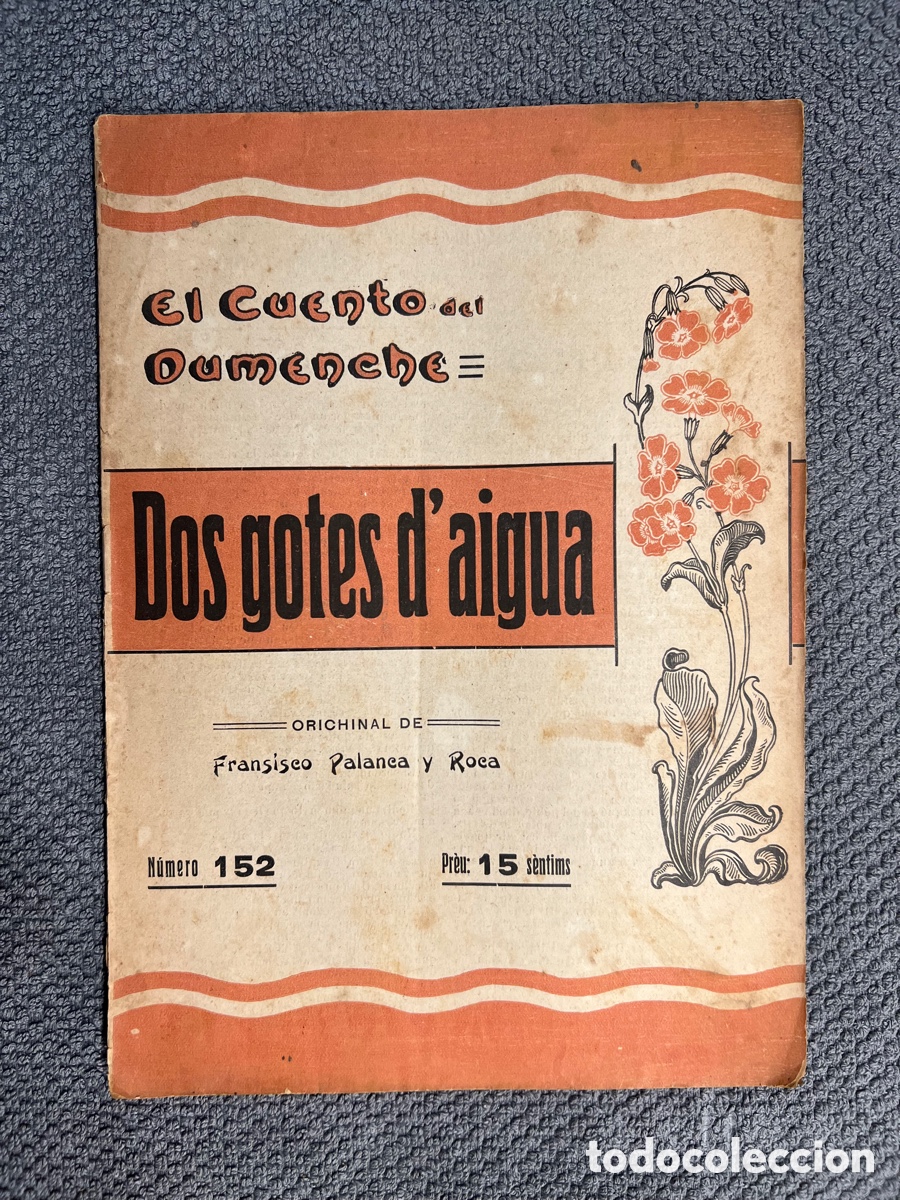 El Cuento del
Dumenche
Dos gotes d'aigua
ORICHINAL DE
Fransisco Palanca y Roca
Número 152
Prèu: 15 sèntims
todocoleccion